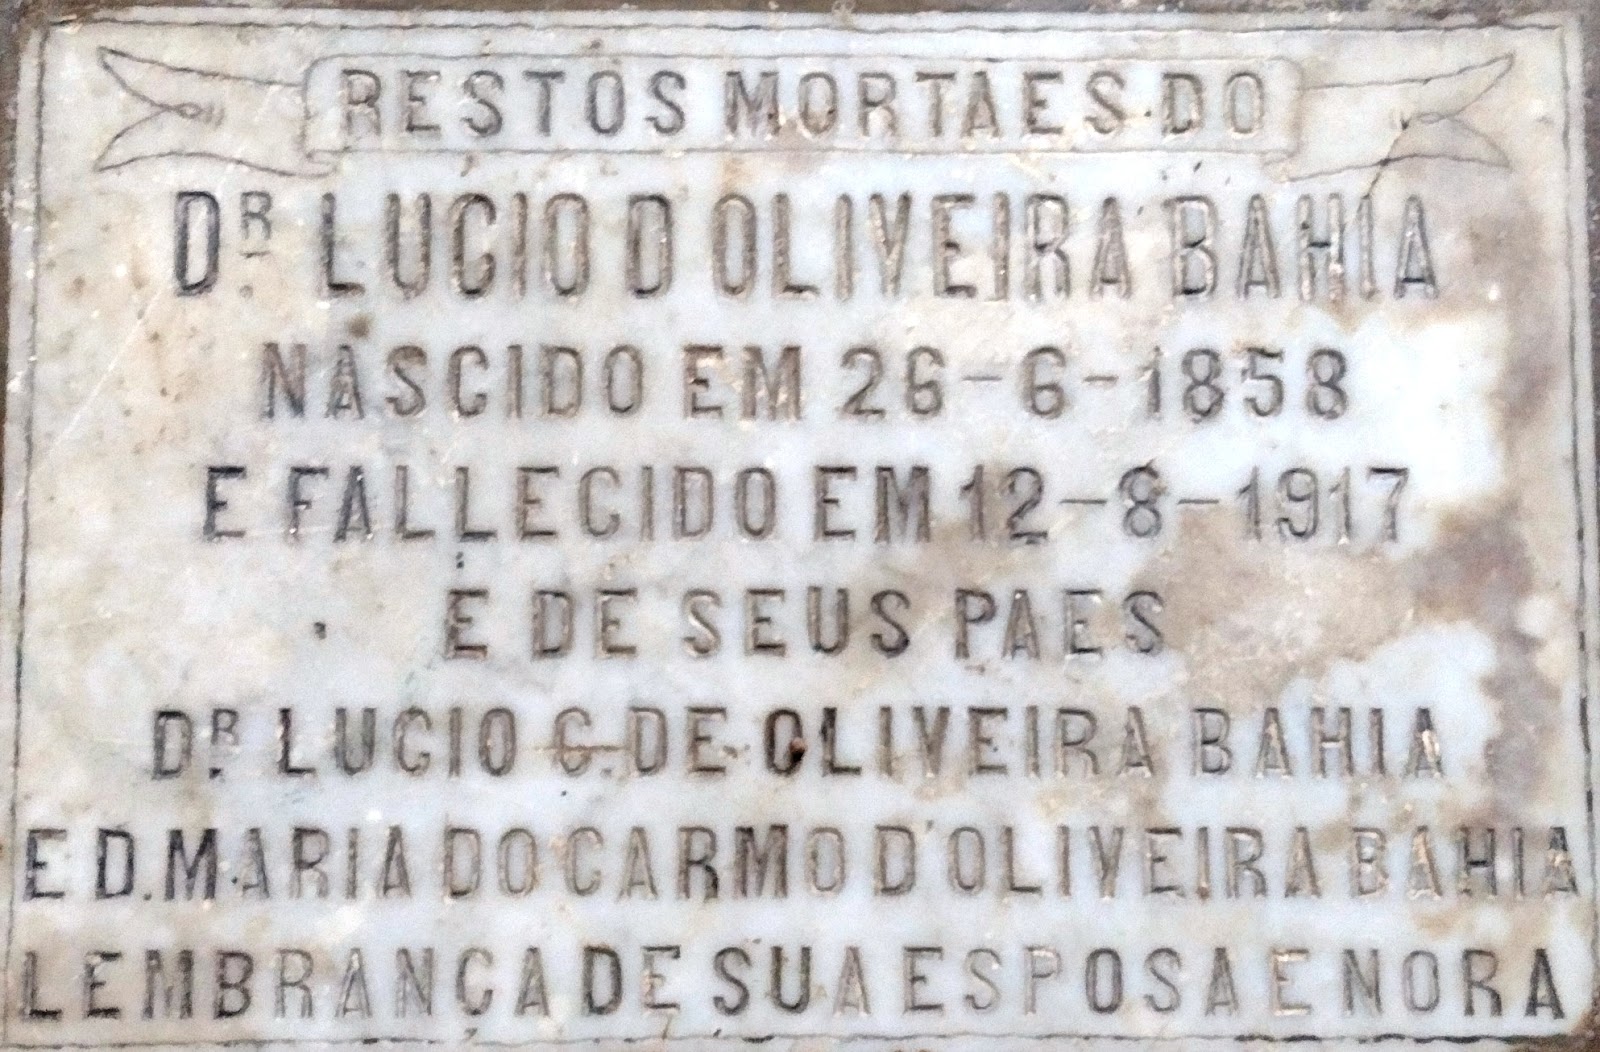 RESTOS MORTAES DO
DR. LUCIO D OLIVEIRA BAHIA
NASCIDO EM 26-6-1858
E FALLECIDO EM 12-8-1917
E DE SEUS PAES
DR. LUCIO C. DE OLIVEIRA BAHIA
E D. MARIA DO CARMO D'OLIVEIRA BAHIA
LEMBRANÇA DE SUA ESPOSA E NORA